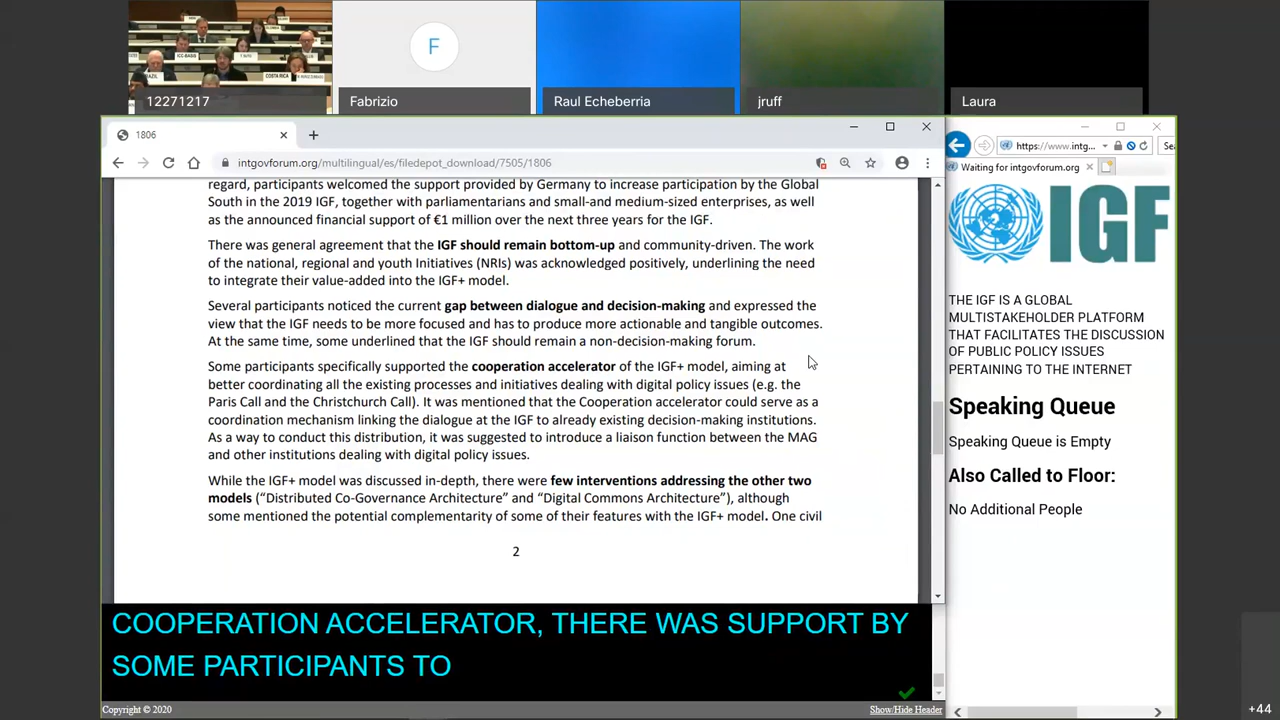 BRAZIL
ICC-BASIS
COSTA RICA
F
12271217
Fabrizio
Raul Echeberria
jruff
Laura
1806
intgovforum.org/multilingual/es/filedepot_download/7505/1806
regard, participants welcomed the support provided by Germany to increase participation by the Global
South in the 2019 IGF, together with parliamentarians and small-and medium-sized enterprises, as well
as the announced financial support of €1 million over the next three years for the IGF.
There was general agreement that the IGF should remain bottom-up and community-driven. The work
of the national, regional and youth Initiatives (NRIs) was acknowledged positively, underlining the need
to integrate their value-added into the IGF+ model.
Several participants noticed the current gap between dialogue and decision-making and expressed the
view that the IGF needs to be more focused and has to produce more actionable and tangible outcomes.
At the same time, some underlined that the IGF should remain a non-decision-making forum.
Some participants specifically supported the cooperation accelerator of the IGF+ model, aiming at
better coordinating all the existing processes and initiatives dealing with digital policy issues (e.g. the
Paris Call and the Christchurch Call). It was mentioned that the Cooperation accelerator could serve as a
coordination mechanism linking the dialogue at the IGF to already existing decision-making institutions.
As a way to conduct this distribution, it was suggested to introduce a liaison function between the MAG
and other institutions dealing with digital policy issues.
While the IGF+ model was discussed in-depth, there were few interventions addressing the other two
models (“Distributed Co-Governance Architecture” and “Digital Commons Architecture”), although
some mentioned the potential complementarity of some of their features with the IGF+ model. One civil
2
https://www.intg...
Sea
Waiting for intgovforum.org
IGF
THE IGF IS A GLOBAL
MULTISTAKEHOLDER PLATFORM
THAT FACILITATES THE DISCUSSION
OF PUBLIC POLICY ISSUES
PERTAINING TO THE INTERNET
Speaking Queue
Speaking Queue is Empty
Also Called to Floor:
No Additional People
COOPERATION ACCELERATOR, THERE WAS SUPPORT BY
SOME PARTICIPANTS TO
Copyright © 2020
Show/Hide Header
+44